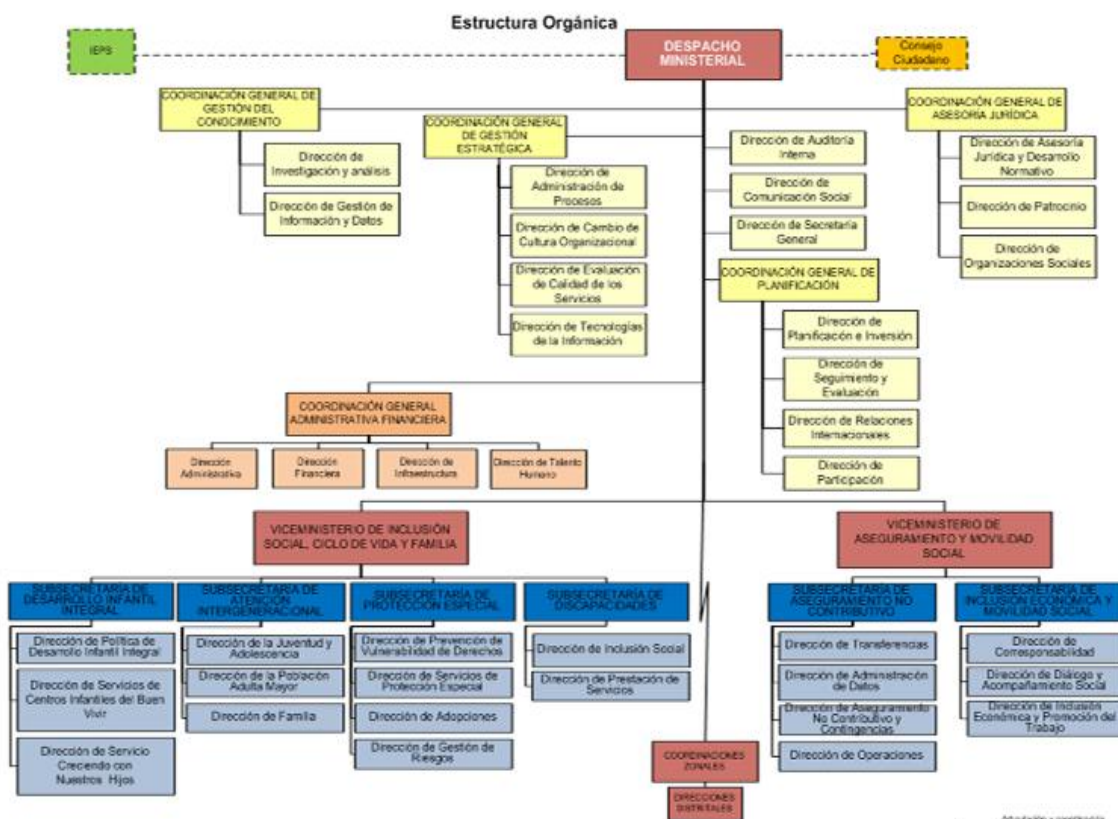 Estructura Orgánica
IEPS
DESPACHO
MINISTERIAL
Consejo
Ciudadano
COORDINACIÓN GENERAL DE
GESTIÓN DEL
CONOCIMIENTO
Dirección de
Investigación y análisis
Dirección de Gestión de
Información y Datos
COORDINACIÓN GENERAL
DE GESTIÓN
ESTRATÉGICA
Dirección de
Administración de
Procesos
Dirección de Cambio de
Cultura Organizacional
Dirección de Evaluación
de Calidad de los
Servicios
Dirección de Tecnologías
de la Información
Dirección de Auditoría
Interna
Dirección de
Comunicación Social
Dirección de Secretaría
General
COORDINACIÓN GENERAL DE
PLANIFICACIÓN
Dirección de
Planificación e Inversión
Dirección de
Seguimiento y
Evaluación
Dirección de Relaciones
Internacionales
Dirección de
Participación
COORDINACIÓN GENERAL DE
ASESORÍA JURÍDICA
Dirección de Asesoría
Jurídica y Desarrollo
Normativo
Dirección de Patrocinio
Dirección de
Organizaciones Sociales
COORDINACIÓN GENERAL
ADMINISTRATIVA FINANCIERA
Dirección
Administrativa
Dirección
Financiera
Dirección de
Infraestructura
Dirección de Talento
Humano
VICEMINISTERIO DE INCLUSIÓN
SOCIAL, CICLO DE VIDA Y FAMILIA
SUBSECRETARÍA DE
DESARROLLO INFANTIL
INTEGRAL
Dirección de Política de
Desarrollo Infantil Integral
Dirección de Servicios de
Centros Infantiles del Buen
Vivir
Dirección de Servicio
Creciendo con
Nuestros Hijos
SUBSECRETARÍA DE
ATENCIÓN
INTERGENERACIONAL
Dirección de la Juventud y
Adolescencia
Dirección de la Población
Adulta Mayor
Dirección de Familia
SUBSECRETARÍA DE
PROTECCIÓN ESPECIAL
Dirección de Prevención de
Vulnerabilidad de Derechos
Dirección de Servicios de
Protección Especial
Dirección de Adopciones
Dirección de Gestión de
Riesgos
SUBSECRETARÍA DE
DISCAPACIDADES
Dirección de Inclusión Social
Dirección de Prestación de
Servicios
VICEMINISTERIO DE
ASEGURAMIENTO Y MOVILIDAD
SOCIAL
SUBSECRETARÍA DE
ASEGURAMIENTO NO
CONTRIBUTIVO
Dirección de Transferencias
Dirección de Administración
de Datos
Dirección de Aseguramiento
No Contributivo y
Contingencias
Dirección de Operaciones
SUBSECRETARÍA DE
INCLUSIÓN ECONÓMICA Y
MOVILIDAD SOCIAL
Dirección de
Corresponsabilidad
Dirección de Diálogo y
Acompañamiento Social
Dirección de Inclusión
Económica y Promoción del
Trabajo
COORDINACIONES
ZONALES
DIRECCIONES
DISTRITALES